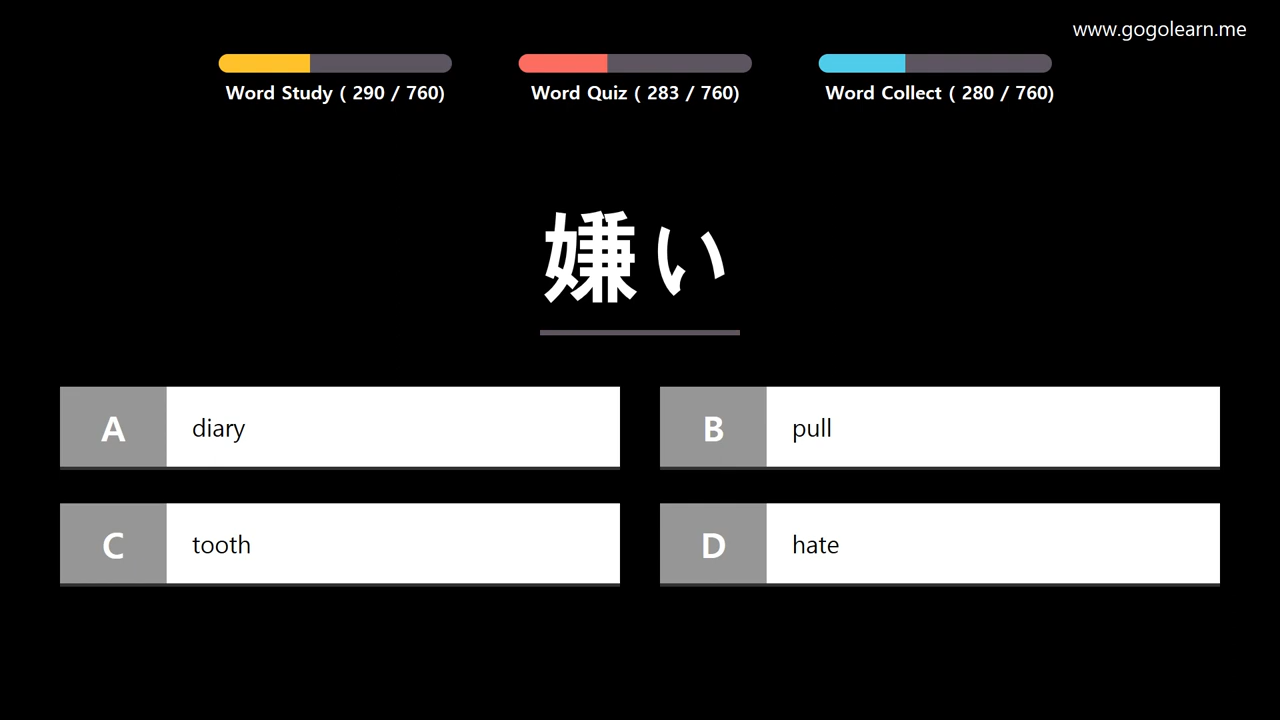 www.gogolearn.me
Word Study ( 290 / 760)
Word Quiz ( 283 / 760)
Word Collect ( 280 / 760)
嫌い
A diary
B pull
C tooth
D hate